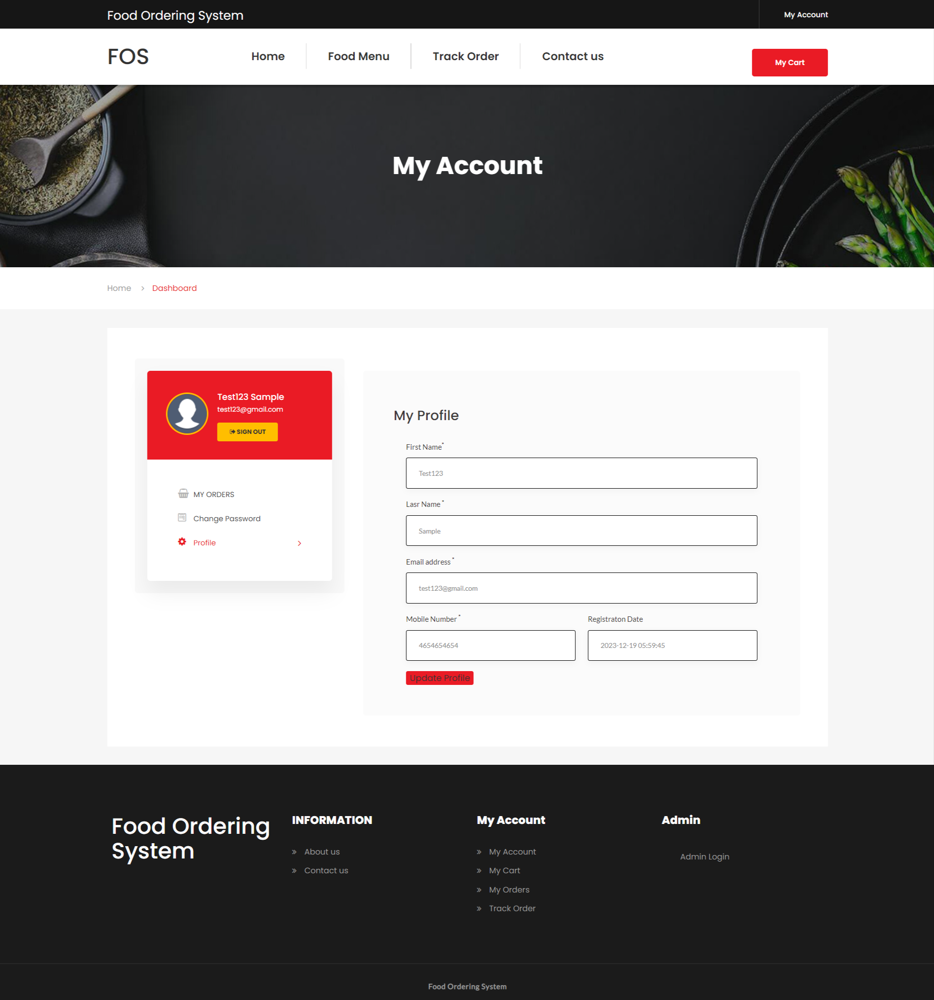 Food Ordering System
My Account
FOS
Home
Food Menu
Track Order
Contact us
My Cart
My Account
Home > Dashboard
Test123 Sample
test123@gmail.com
SIGN OUT
MY ORDERS
Change Password
Profile
My Profile
First Name*
Test123
Lasr Name *
Sample
Email address *
test123@gmail.com
Mobile Number *
4654654654
Registraton Date
2023-12-19 05:59:45
Update Profile
Food Ordering
System
INFORMATION
» About us
» Contact us
My Account
» My Account
» My Cart
» My Orders
» Track Order
Admin
Admin Login
Food Ordering System